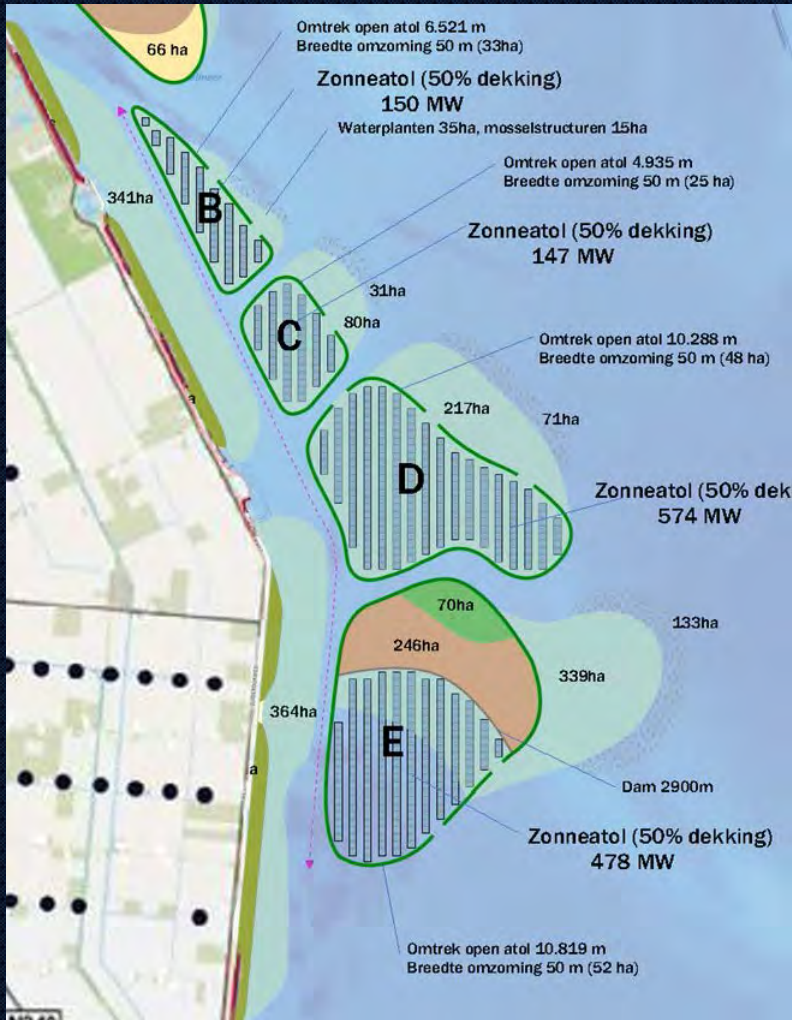 66 ha
Omtrek open atol 6.521 m
Breedte omzoming 50 m (33ha)
Zonneatol (50% dekking)
150 MW
Waterplanten 35ha, mosselstructuren 15ha
Omtrek open atol 4.935 m
Breedte omzoming 50 m (25 ha)
341ha
B
Zonneatol (50% dekking)
147 MW
31ha
80ha
C
Omtrek open atol 10.288 m
Breedte omzoming 50 m (48 ha)
a
217ha
71ha
D
Zonneatol (50% dek
574 MW
70ha
133ha
246ha
339ha
364ha
E
a
Dam 2900m
Zonneatol (50% dekking)
478 MW
Omtrek open atol 10.819 m
Breedte omzoming 50 m (52 ha)